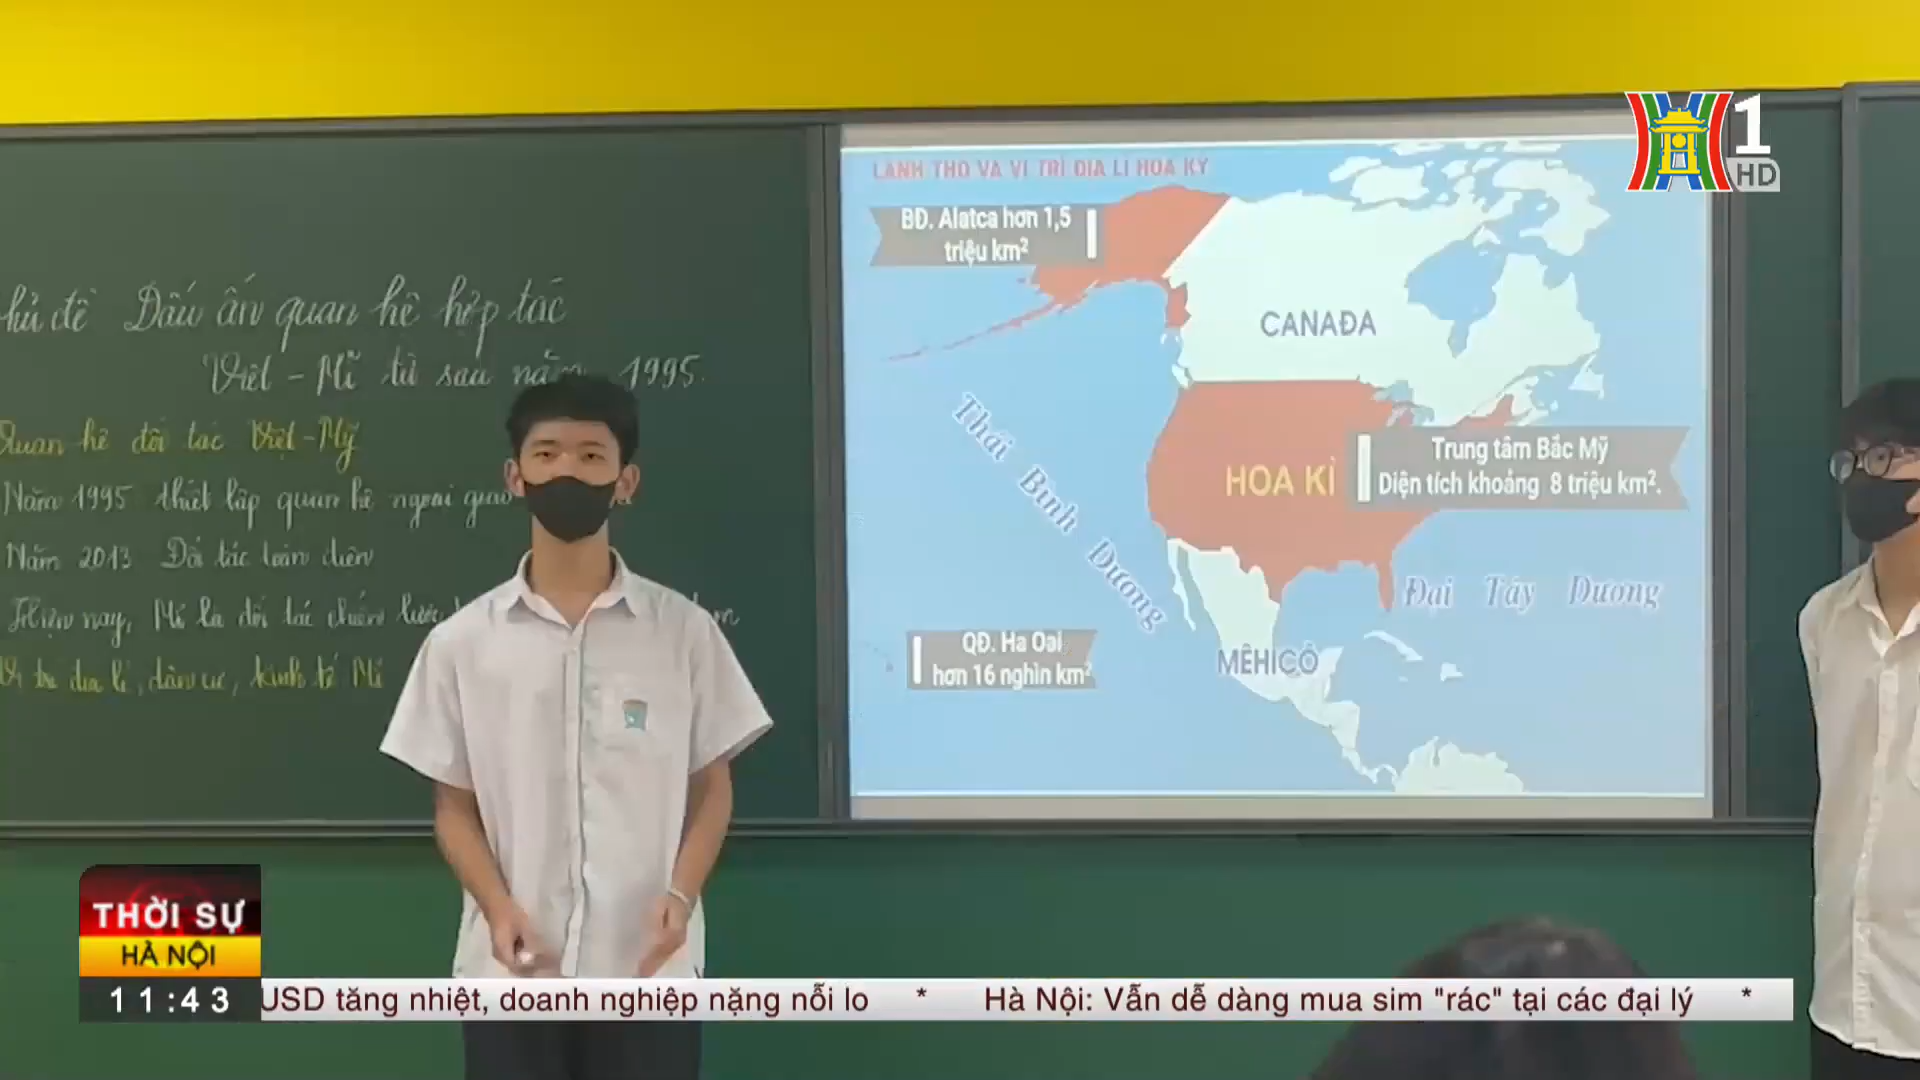 1
HD
LÃNH THỔ VÀ VỊ TRÍ ĐỊA LÍ HOA KỲ
BĐ. Alatca hơn 1,5
triệu km²
CANAĐA
HOA KÌ
Trung tâm Bắc Mỹ
Diện tích khoảng 8 triệu km².
Thái Bình Dương
Đại Tây Dương
QĐ. Ha Oai
hơn 16 nghìn km²
MÊHICÔ
hủ đề Dấu ấn quan hệ hợp tác
Việt - Mĩ từ sau năm 1995.
Quan hệ đối tác Việt - Mỹ
Năm 1995 thiết lập quan hệ ngoại giao
Năm 2013 Đối tác toàn diện
Hiện nay, Mĩ là đối tác chiến lược
Vị trí địa lí, dân cư, kinh tế Mĩ
THỜI SỰ
HÀ NỘI
11:43
USD tăng nhiệt, doanh nghiệp nặng nỗi lo * Hà Nội: Vẫn dễ dàng mua sim "rác" tại các đại lý *